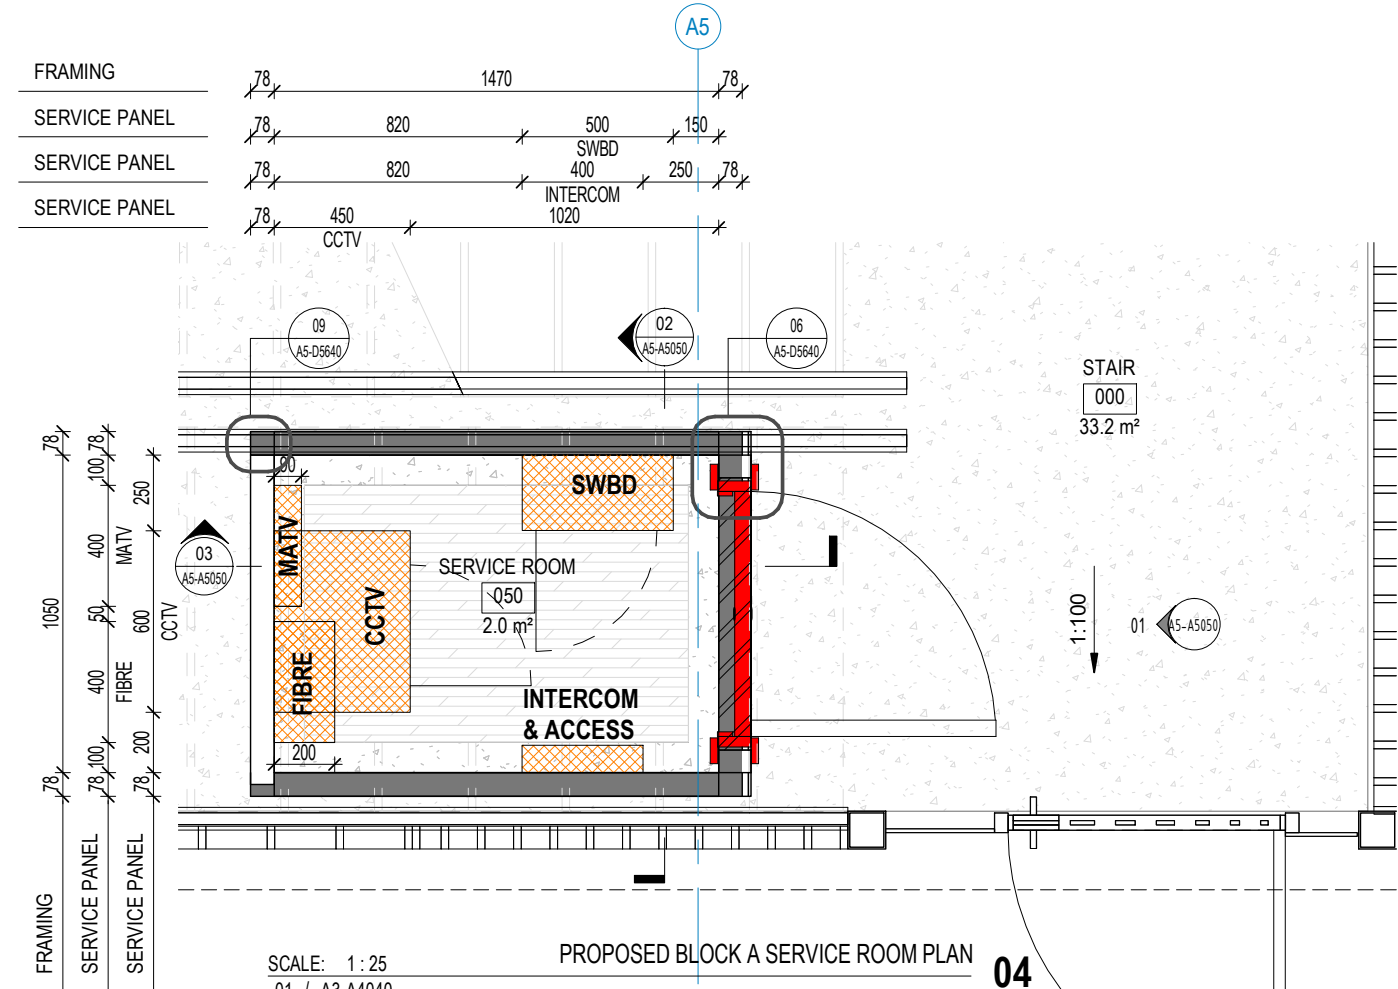 A5
FRAMING
78 1470 78
SERVICE PANEL
78 820 500 150
SWBD
SERVICE PANEL
78 820 400 250 78
INTERCOM
SERVICE PANEL
78 450 1020
CCTV
09
A5-D5640
02
A5-A5050
06
A5-D5640
STAIR
000
33.2 m²
78
1050
78
FRAMING
78
100
400
MATV
50
400
FIBRE
100
78
SERVICE PANEL
250
600
CCTV
200
78
SERVICE PANEL
03
A5-A5050
90
SWBD
MATV
CCTV
FIBRE
200
SERVICE ROOM
050
2.0 m²
INTERCOM
& ACCESS
1:100
01
A5-A5050
SCALE: 1 : 25
PROPOSED BLOCK A SERVICE ROOM PLAN
04
01 / A3-A4040